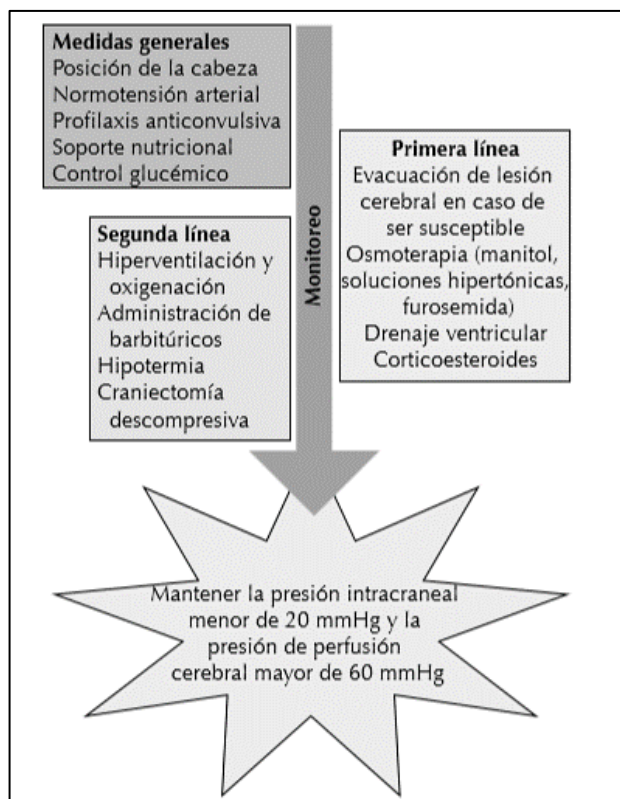 Medidas generales
Posición de la cabeza
Normotensión arterial
Profilaxis anticonvulsiva
Soporte nutricional
Control glucémico
Primera línea
Evacuación de lesión
cerebral en caso de
ser susceptible
Osmoterapia (manitol,
soluciones hipertónicas,
furosemida)
Drenaje ventricular
Corticoesteroides
Segunda línea
Hiperventilación y
oxigenación
Administración de
barbitúricos
Hipotermia
Craniectomía
descompresiva
Monitoreo
Mantener la presión intracraneal
menor de 20 mmHg y la
presión de perfusión
cerebral mayor de 60 mmHg